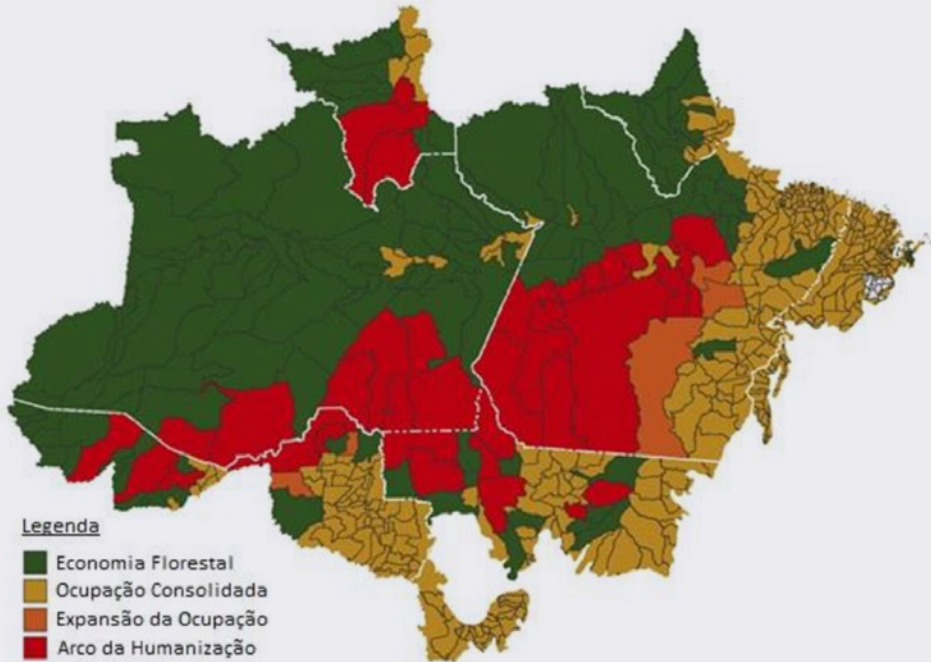 Legenda
Economia Florestal
Ocupação Consolidada
Expansão da Ocupação
Arco da Humanização